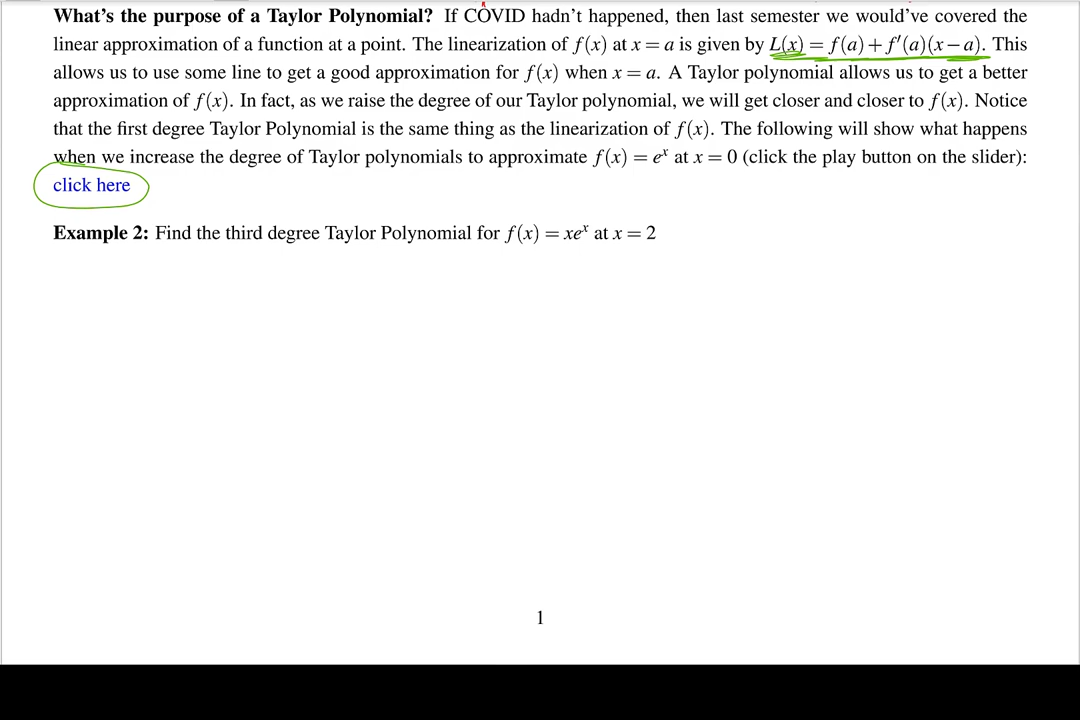 What's the purpose of a Taylor Polynomial? If COVID hadn't happened, then last semester we would've covered the
linear approximation of a function at a point. The linearization of f(x) at x = a is given by L(x) = f(a) + f′(a)(x − a). This
allows us to use some line to get a good approximation for f(x) when x = a. A Taylor polynomial allows us to get a better
approximation of f(x). In fact, as we raise the degree of our Taylor polynomial, we will get closer and closer to f(x). Notice
that the first degree Taylor Polynomial is the same thing as the linearization of f(x). The following will show what happens
when we increase the degree of Taylor polynomials to approximate f(x) = eˣ at x = 0 (click the play button on the slider):
click here
Example 2: Find the third degree Taylor Polynomial for f(x) = xeˣ at x = 2
1